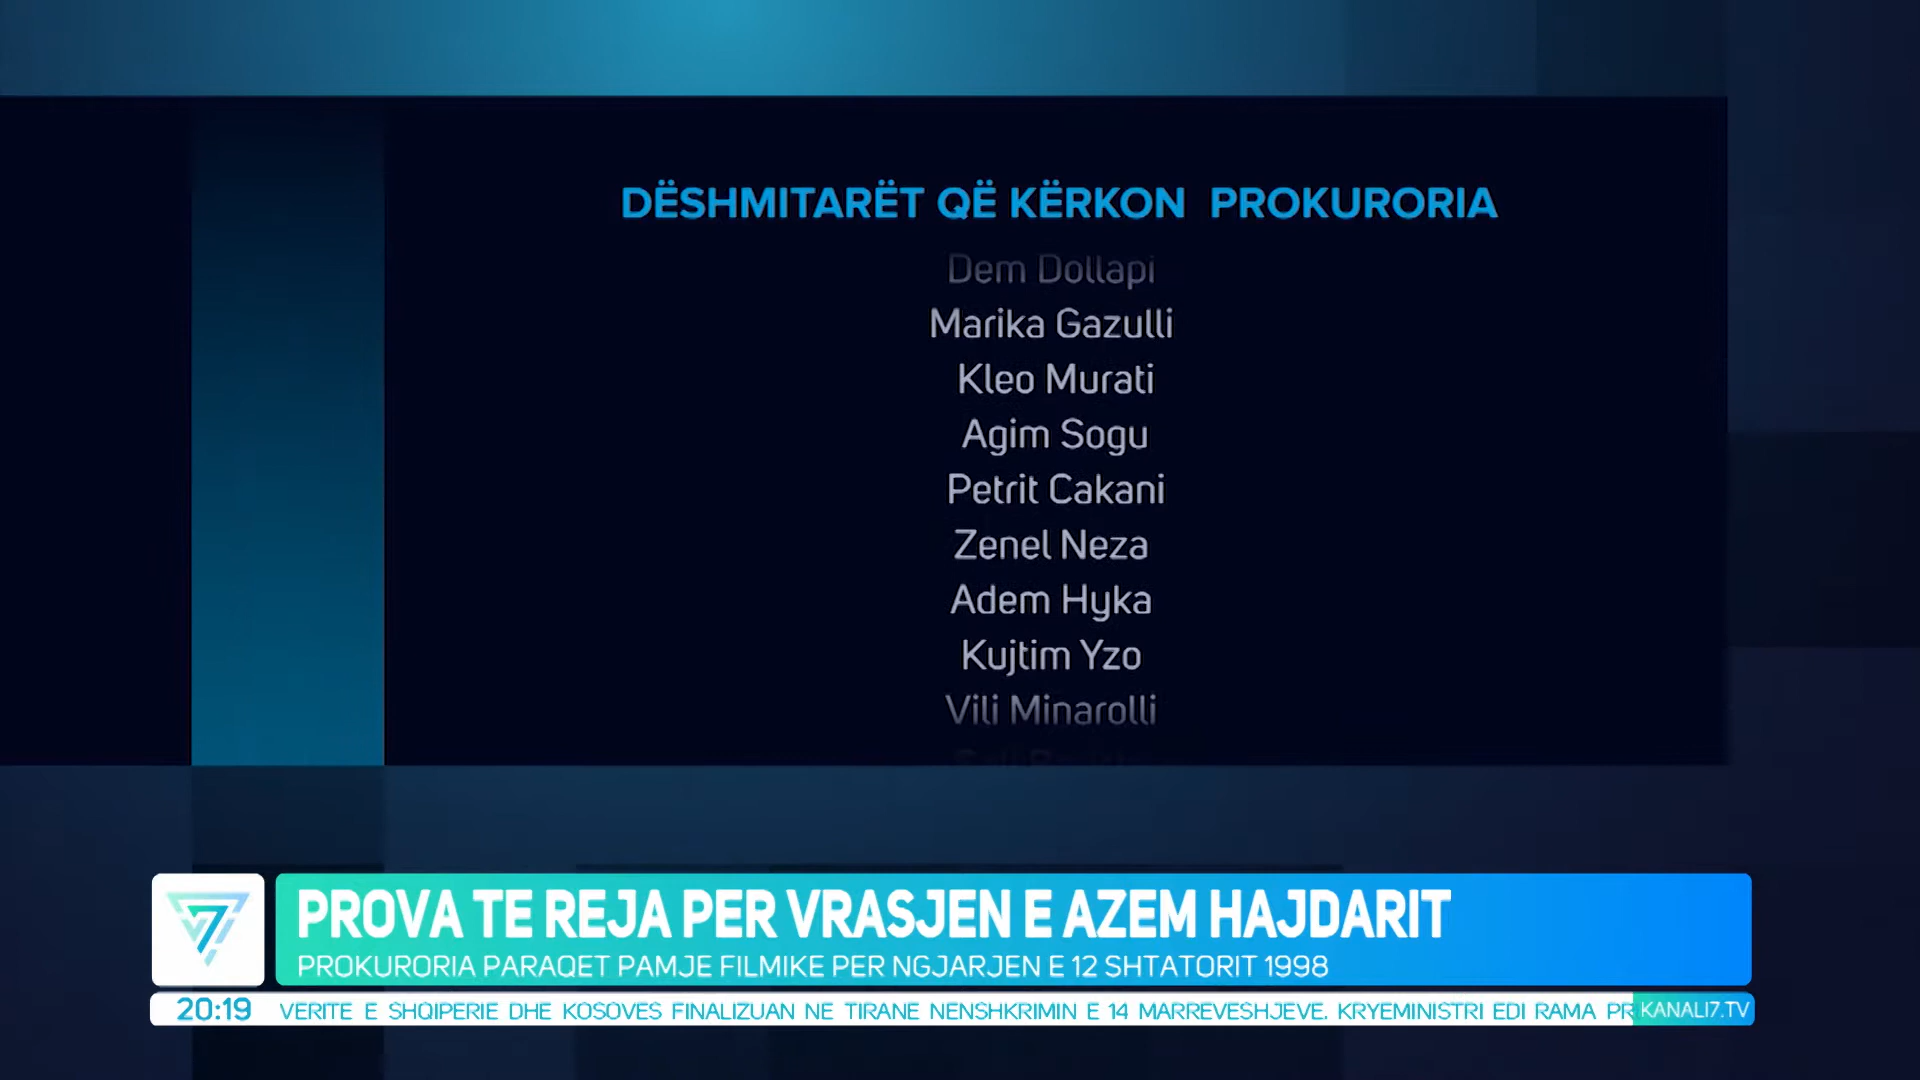 DËSHMITARËT QË KËRKON PROKURORIA
Dem Dollapi
Marika Gazulli
Kleo Murati
Agim Sogu
Petrit Cakani
Zenel Neza
Adem Hyka
Kujtim Yzo
Vili Minarolli
PROVA TE REJA PER VRASJEN E AZEM HAJDARIT
PROKURORIA PARAQET PAMJE FILMIKE PER NGJARJEN E 12 SHTATORIT 1998
20:19 VERITE E SHQIPERIE DHE KOSOVES FINALIZUAN NE TIRANE NENSHKRIMIN E 14 MARREVESHJEVE. KRYEMINISTRI EDI RAMA PR KANALI7.TV